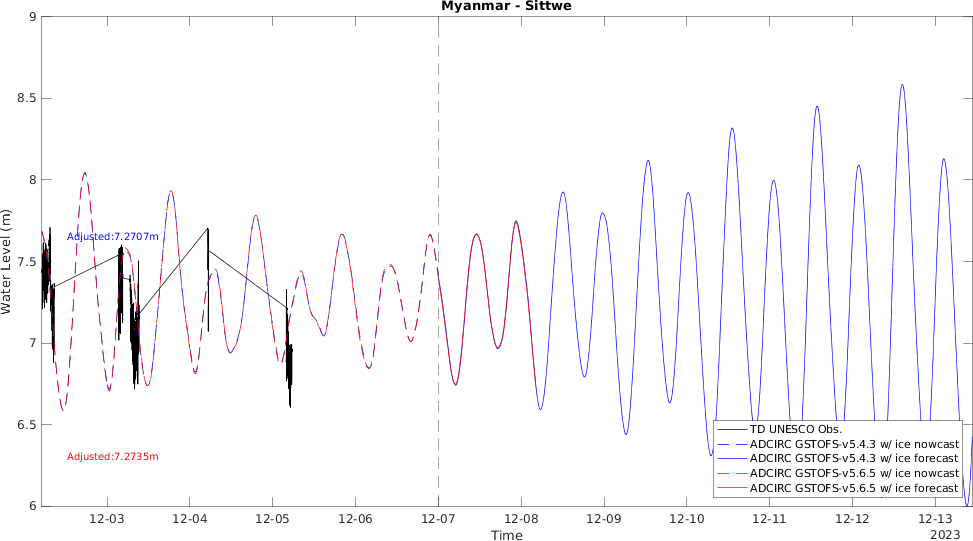 Myanmar - Sittwe
Water Level (m)
9
8.5
8
7.5
7
6.5
6
Adjusted:7.2707m
Adjusted:7.2735m
TD UNESCO Obs.
ADCIRC GSTOFS-v5.4.3 w/ ice nowcast
ADCIRC GSTOFS-v5.4.3 w/ ice forecast
ADCIRC GSTOFS-v5.6.5 w/ ice nowcast
ADCIRC GSTOFS-v5.6.5 w/ ice forecast
12-03 12-04 12-05 12-06 12-07 12-08 12-09 12-10 12-11 12-12 12-13
Time
2023